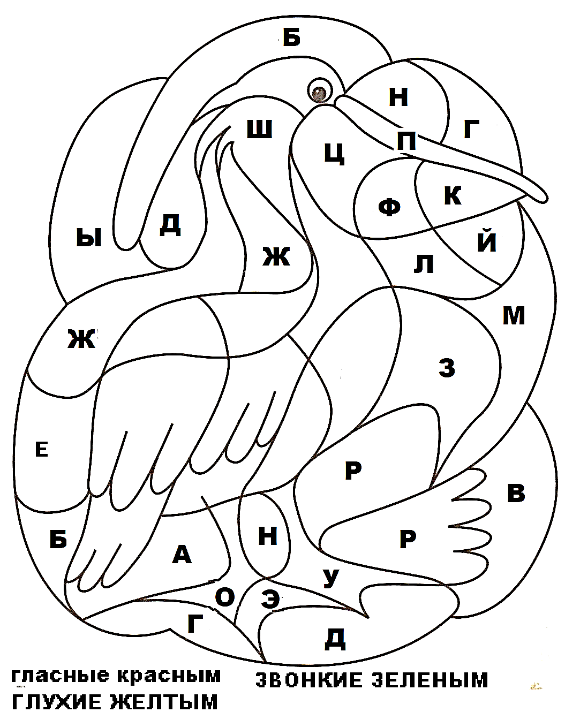 Б
Н
Г
Ш
П
Ц
К
Ф
Д
Ы
Й
Ж
Л
М
Ж
З
Е
Р
В
Б
Н
Р
А
У
О Э
Г
Д
гласные красным
ЗВОНКИЕ ЗЕЛЕНЫМ
ГЛУХИЕ ЖЕЛТЫМ